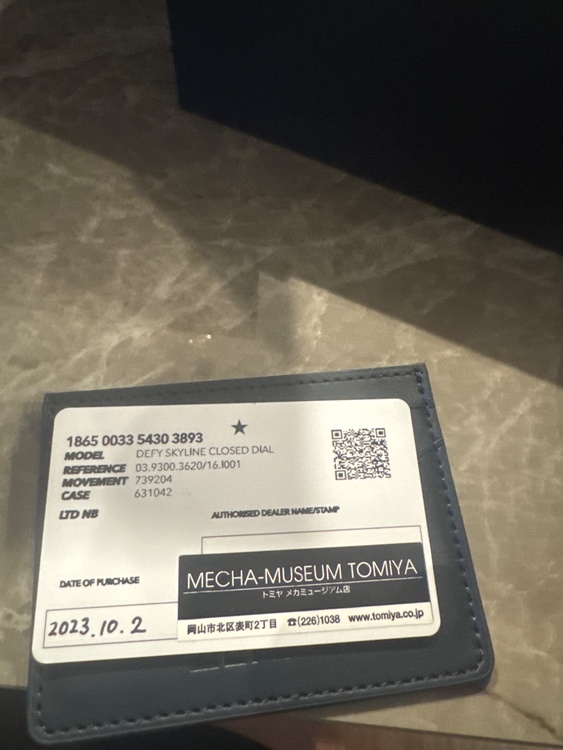 1865 0033 5430 3893
MODEL DEFY SKYLINE CLOSED DIAL
REFERENCE 03.9300.3620/16.I001
MOVEMENT 739204
CASE 631042
LTD NB
AUTHORISED DEALER NAME/STAMP
MECHA-MUSEUM TOMIYA
トミヤ メカミュージアム店
岡山市北区表町2丁目 ☎(226)1038 www.tomiya.co.jp
DATE OF PURCHASE
2023.10.2